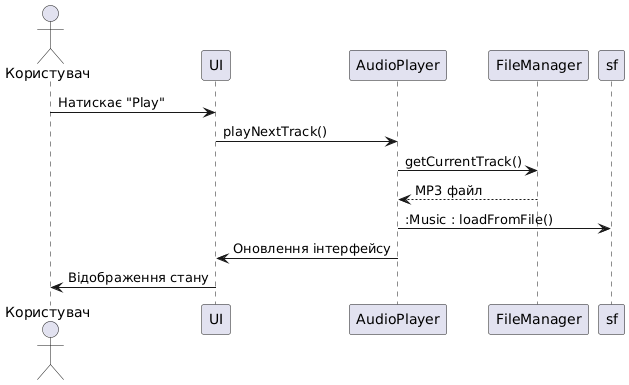 Користувач
UI
AudioPlayer
FileManager
sf
Натискає "Play"
playNextTrack()
getCurrentTrack()
MP3 файл
:Music : loadFromFile()
Оновлення інтерфейсу
Відображення стану
Користувач
UI
AudioPlayer
FileManager
sf